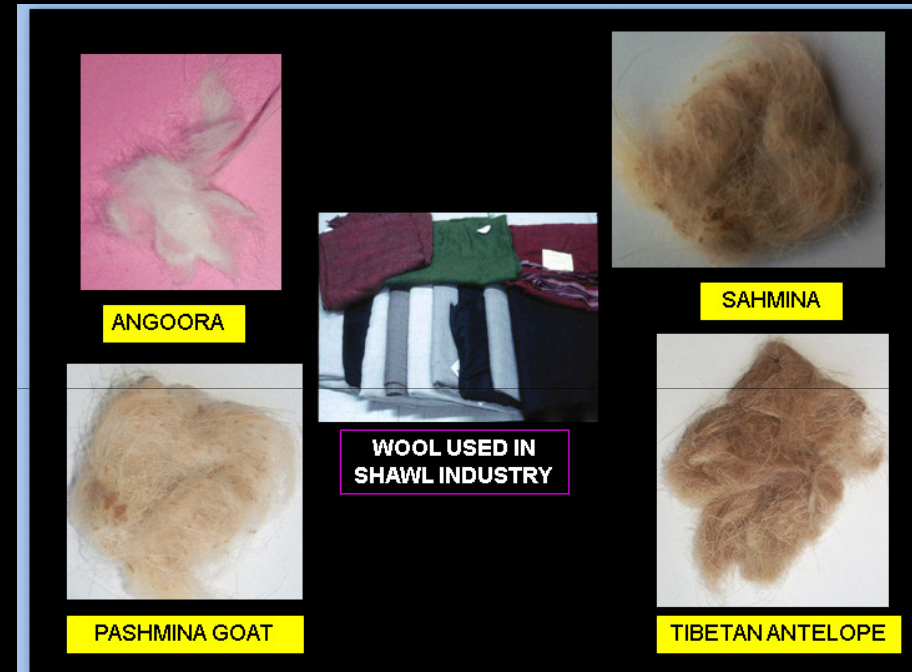 ANGOORA
SAHMINA
WOOL USED IN
SHAWL INDUSTRY
PASHMINA GOAT
TIBETAN ANTELOPE